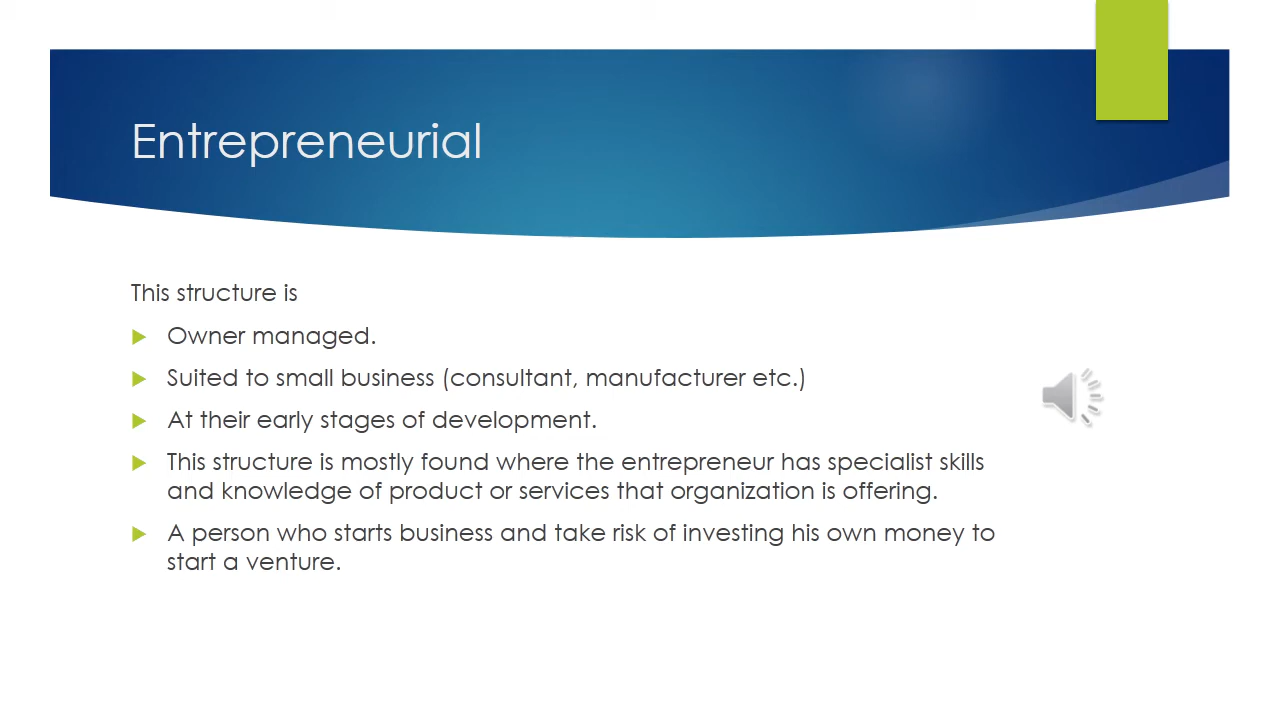 Entrepreneurial
This structure is
Owner managed.
Suited to small business (consultant, manufacturer etc.)
At their early stages of development.
This structure is mostly found where the entrepreneur has specialist skills
and knowledge of product or services that organization is offering.
A person who starts business and take risk of investing his own money to
start a venture.